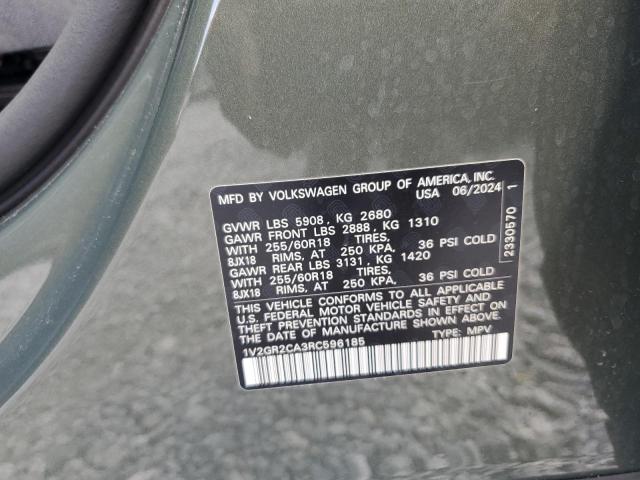 MFD BY VOLKSWAGEN GROUP OF AMERICA, INC.
USA 06/2024
GVWR LBS 5908, KG 2680
GAWR FRONT LBS 2888, KG 1310
WITH 255/60R18 TIRES,
8JX18 RIMS, AT 250 KPA, 36 PSI COLD
GAWR REAR LBS 3131, KG 1420
WITH 255/60R18 TIRES,
8JX18 RIMS, AT 250 KPA, 36 PSI COLD
THIS VEHICLE CONFORMS TO ALL APPLICABLE
U.S. FEDERAL MOTOR VEHICLE SAFETY AND
THEFT PREVENTION STANDARDS IN EFFECT
ON THE DATE OF MANUFACTURE SHOWN ABOVE.
1V2GR2CA3RC596185 TYPE: MPV
2330570 1